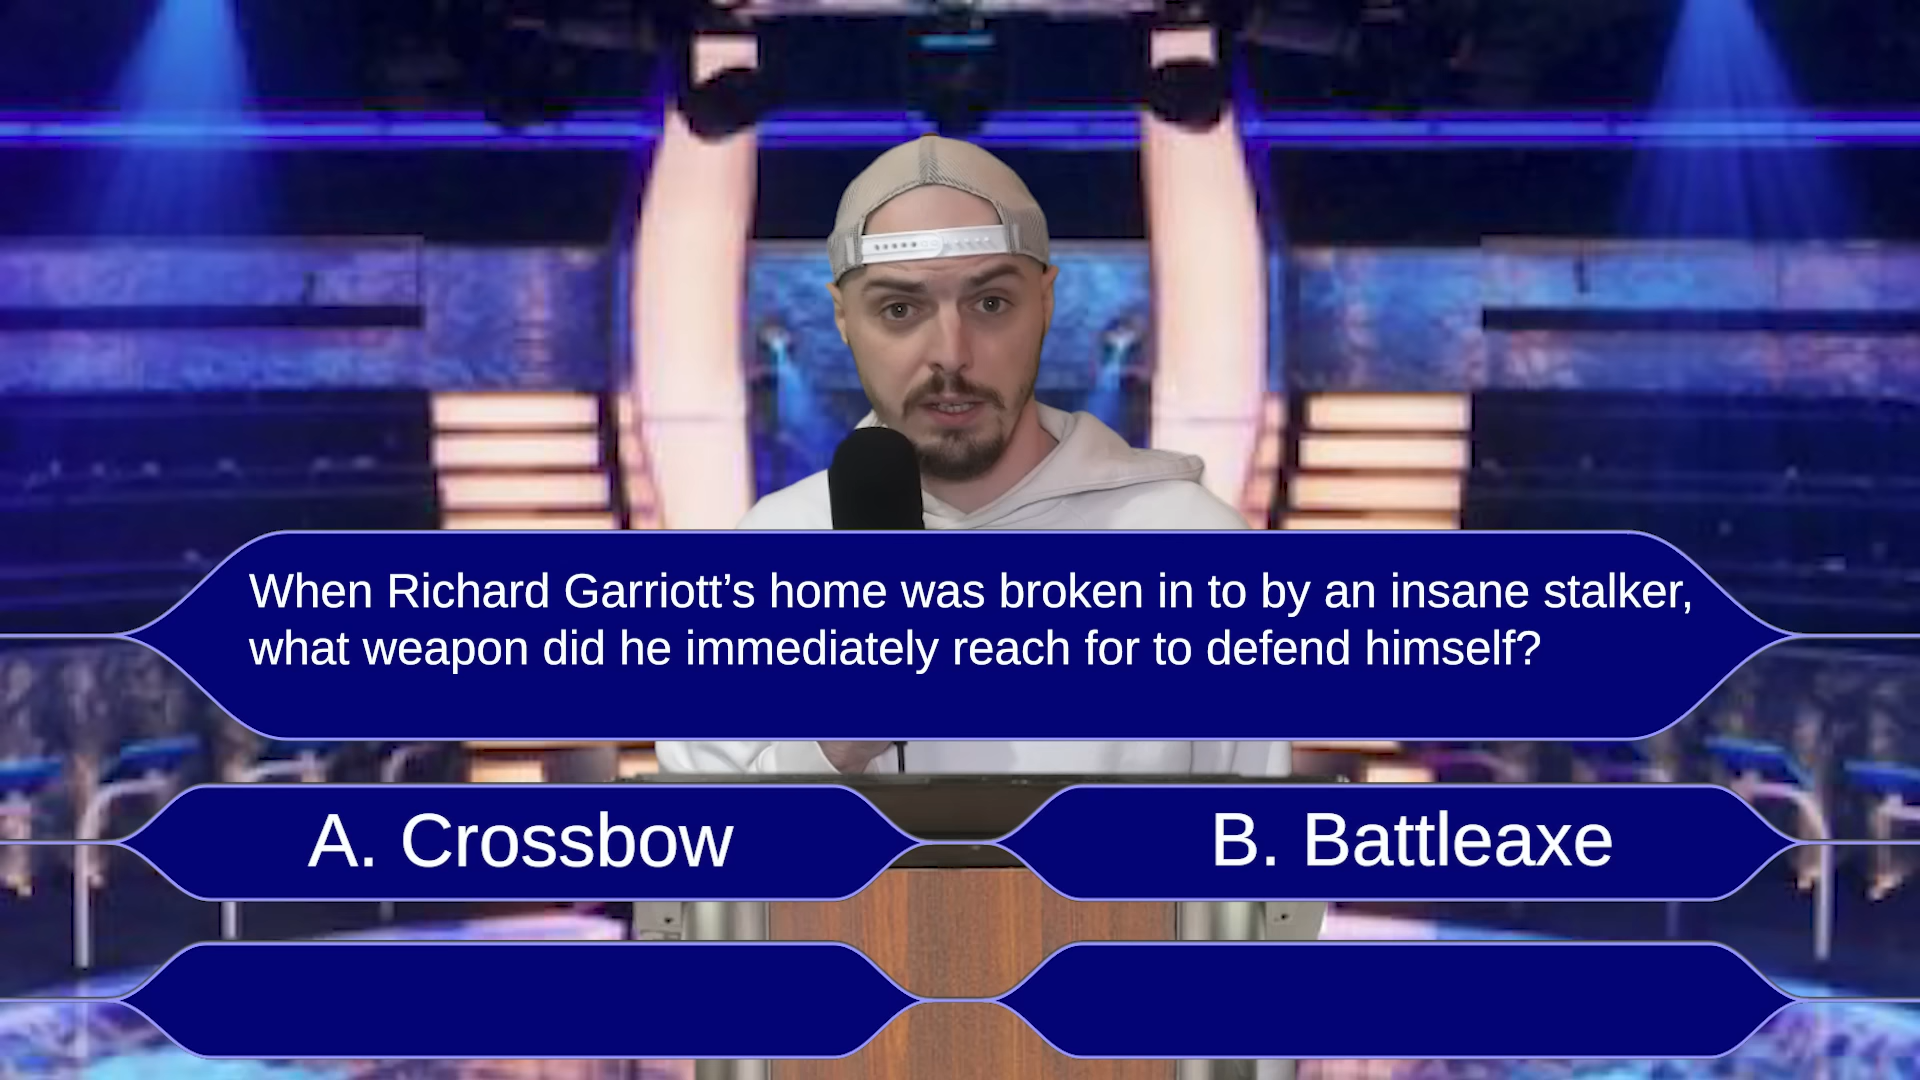 When Richard Garriott’s home was broken in to by an insane stalker,
what weapon did he immediately reach for to defend himself?
A. Crossbow
B. Battleaxe